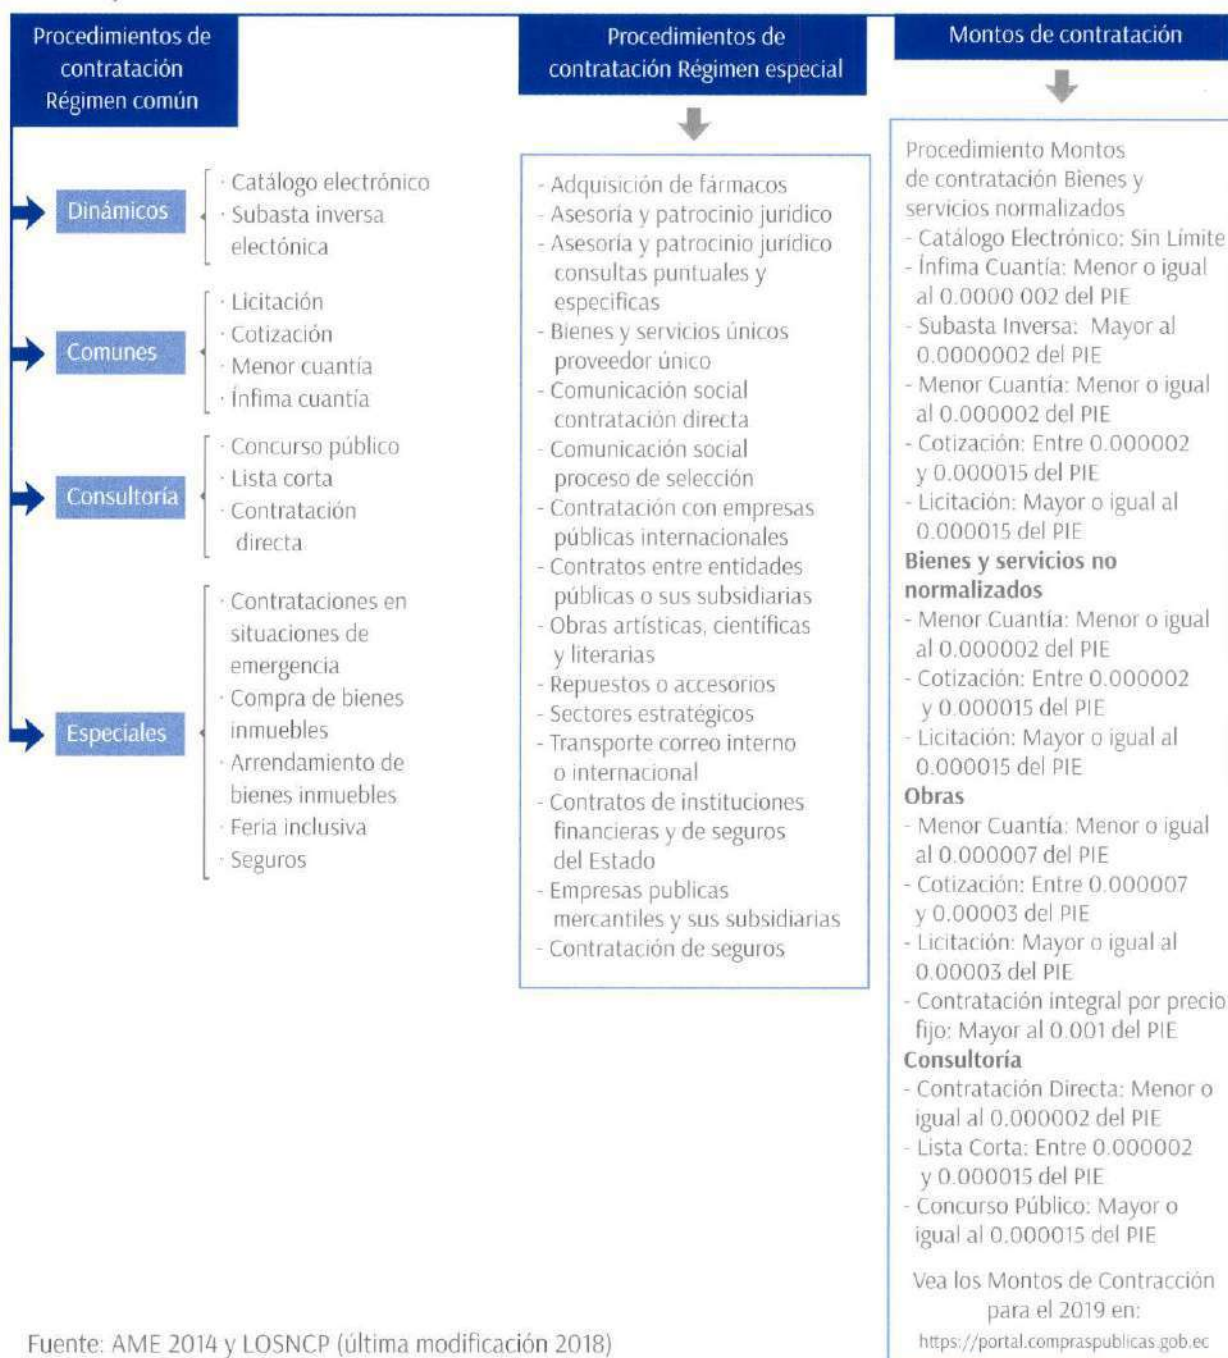 Procedimientos de
contratación
Régimen común
Dinámicos
· Catálogo electrónico
· Subasta inversa
electónica
Comunes
· Licitación
· Cotización
· Menor cuantía
· Ínfima cuantía
Consultoría
· Concurso público
· Lista corta
· Contratación
directa
Especiales
· Contrataciones en
situaciones de
emergencia
· Compra de bienes
inmuebles
· Arrendamiento de
bienes inmuebles
· Feria inclusiva
· Seguros
Procedimientos de
contratación Régimen especial
- Adquisición de fármacos
- Asesoría y patrocinio jurídico
- Asesoría y patrocinio jurídico
consultas puntuales y
especificas
- Bienes y servicios únicos
proveedor único
- Comunicación social
contratación directa
- Comunicación social
proceso de selección
- Contratación con empresas
públicas internacionales
- Contratos entre entidades
públicas o sus subsidiarias
- Obras artísticas, científicas
y literarias
- Repuestos o accesorios
- Sectores estratégicos
- Transporte correo interno
o internacional
- Contratos de instituciones
financieras y de seguros
del Estado
- Empresas publicas
mercantiles y sus subsidiarias
- Contratación de seguros
Montos de contratación
Procedimiento Montos
de contratación Bienes y
servicios normalizados
- Catálogo Electrónico: Sin Límite
- Ínfima Cuantía: Menor o igual
al 0.0000 002 del PIE
- Subasta Inversa: Mayor al
0.0000002 del PIE
- Menor Cuantía: Menor o igual
al 0.000002 del PIE
- Cotización: Entre 0.000002
y 0.000015 del PIE
- Licitación: Mayor o igual al
0.000015 del PIE
Bienes y servicios no
normalizados
- Menor Cuantía: Menor o igual
al 0.000002 del PIE
- Cotización: Entre 0.000002
y 0.000015 del PIE
- Licitación: Mayor o igual al
0.000015 del PIE
Obras
- Menor Cuantía: Menor o igual
al 0.000007 del PIE
- Cotización: Entre 0.000007
y 0.00003 del PIE
- Licitación: Mayor o igual al
0.00003 del PIE
- Contratación integral por precio
fijo: Mayor al 0.001 del PIE
Consultoría
- Contratación Directa: Menor o
igual al 0.000002 del PIE
- Lista Corta: Entre 0.000002
y 0.000015 del PIE
- Concurso Público: Mayor o
igual al 0.000015 del PIE
Vea los Montos de Contracción
para el 2019 en:
https://portal.compraspublicas.gob.ec
Fuente: AME 2014 y LOSNCP (última modificación 2018)